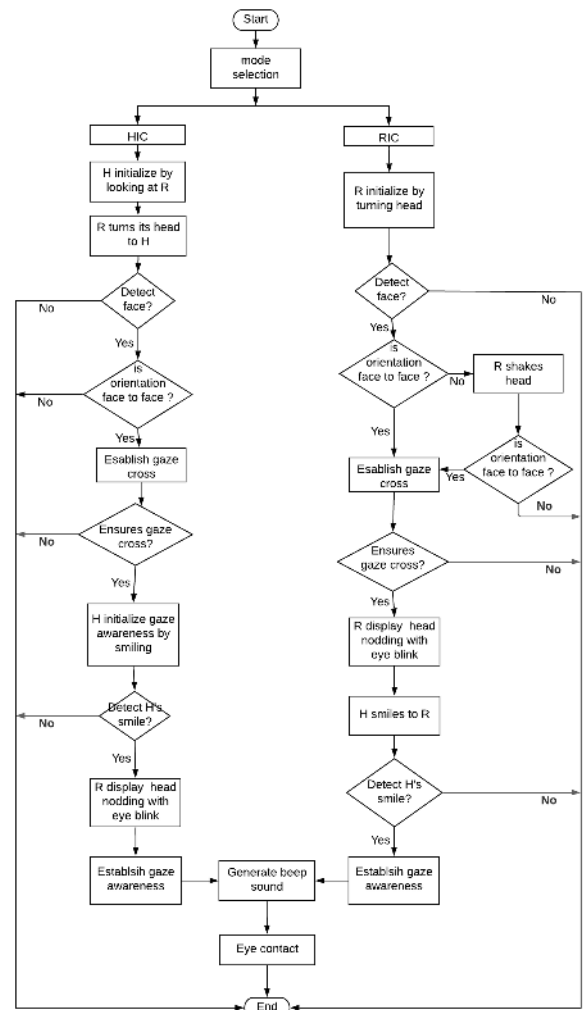 Start
mode
selection
HIC
H initialize by
looking at R
R turns its head
to H
Detect
face?
No
Yes
is
orientation
face to face ?
No
Yes
Esablish gaze
cross
Ensures gaze
cross?
No
Yes
H initialize gaze
awareness by
smiling
Detect H's
smile?
No
Yes
R display head
nodding with
eye blink
Establsih gaze
awareness
RIC
R initialize by
turning head
Detect
face?
No
Yes
is
orientation
face to face ?
No
R shakes
head
is
orientation
face to face ?
Yes
No
Yes
Esablish gaze
cross
Ensures gaze
cross?
No
Yes
R display head
nodding with
eye blink
H smiles to R
Detect H's
smile?
No
Yes
Establsih gaze
awareness
Generate beep
sound
Eye contact
End